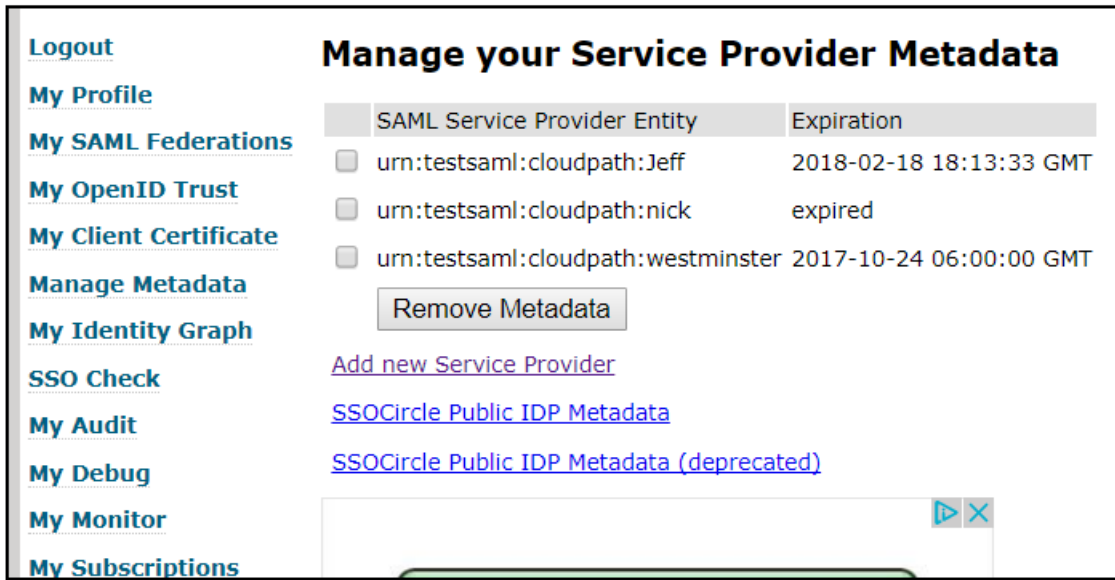 Logout
My Profile
My SAML Federations
My OpenID Trust
My Client Certificate
Manage Metadata
My Identity Graph
SSO Check
My Audit
My Debug
My Monitor
My Subscriptions
Manage your Service Provider Metadata
SAML Service Provider Entity Expiration
urn:testsaml:cloudpath:Jeff 2018-02-18 18:13:33 GMT
urn:testsaml:cloudpath:nick expired
urn:testsaml:cloudpath:westminster 2017-10-24 06:00:00 GMT
Remove Metadata
Add new Service Provider
SSOCircle Public IDP Metadata
SSOCircle Public IDP Metadata (deprecated)